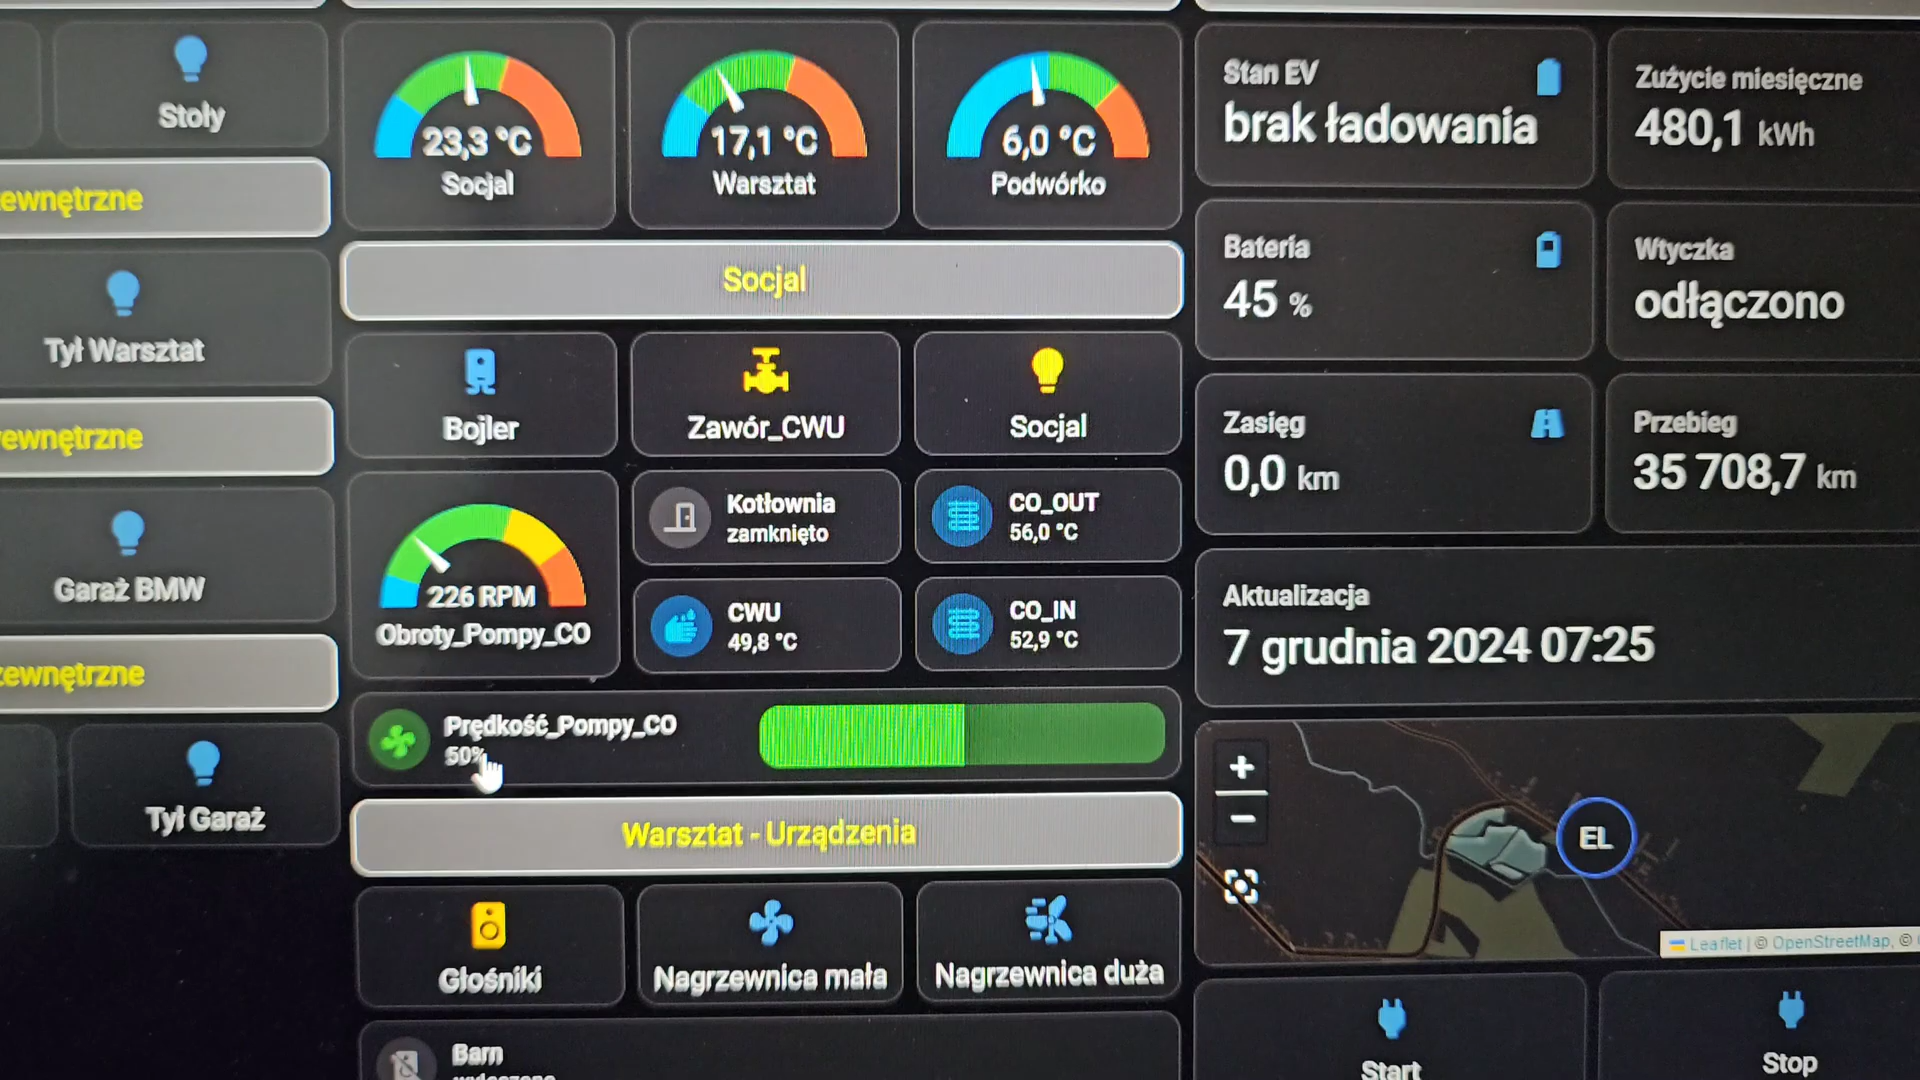 Stoły
ewnętrzne
Tył Warsztat
ewnętrzne
Garaż BMW
zewnętrzne
Tył Garaż
23,3 °C
Socjal
17,1 °C
Warsztat
6,0 °C
Podwórko
Socjal
Bojler
Zawór_CWU
Socjal
226 RPM
Obroty_Pompy_CO
Kotłownia
zamknięto
CO_OUT
56,0 °C
CWU
49,8 °C
CO_IN
52,9 °C
Prędkość_Pompy_CO
50%
Warsztat - Urządzenia
Głośniki
Nagrzewnica mała
Nagrzewnica duża
Barn
Stan EV
brak ładowania
Zużycie miesięczne
480,1 kWh
Bateria
45 %
Wtyczka
odłączono
Zasięg
0,0 km
Przebieg
35 708,7 km
Aktualizacja
7 grudnia 2024 07:25
+
−
EL
Leaflet | © OpenStreetMap, ©
Start
Stop